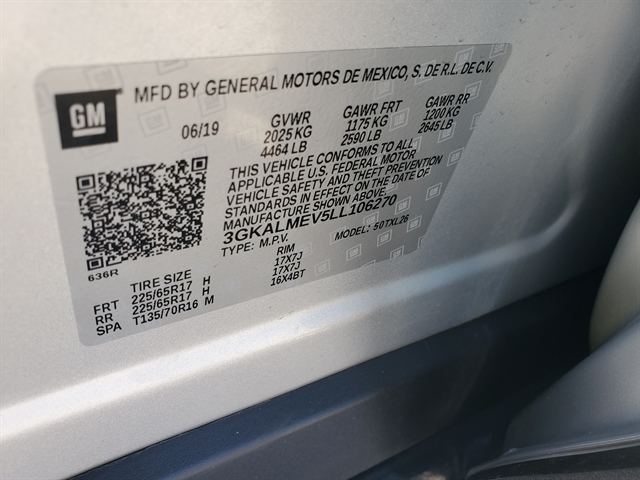 GM
MFD BY GENERAL MOTORS DE MEXICO, S. DE R.L. DE C.V.
06/19
GVWR
2025 KG
4464 LB
GAWR FRT
1175 KG
2590 LB
GAWR RR
1200 KG
2645 LB
THIS VEHICLE CONFORMS TO ALL
APPLICABLE U.S. FEDERAL MOTOR
VEHICLE SAFETY AND THEFT PREVENTION
STANDARDS IN EFFECT ON THE DATE OF
MANUFACTURE SHOWN ABOVE.
3GKALMEV5LL106270
TYPE: M.P.V. MODEL: 50TXL26
636R
TIRE SIZE RIM
FRT 225/65R17 H 17X7J
RR 225/65R17 H 17X7J
SPA T135/70R16 M 16X4BT